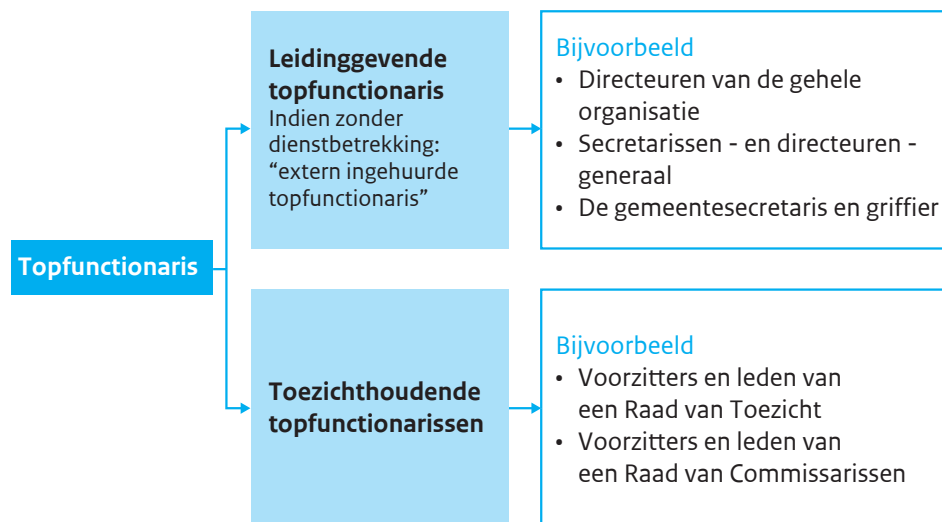 Topfunctionaris
Leidinggevende
topfunctionaris
Indien zonder
dienstbetrekking:
“extern ingehuurde
topfunctionaris”
Bijvoorbeeld
• Directeuren van de gehele
organisatie
• Secretarissen - en directeuren -
generaal
• De gemeentesecretaris en griffier
Toezichthoudende
topfunctionarissen
Bijvoorbeeld
• Voorzitters en leden van
een Raad van Toezicht
• Voorzitters en leden van
een Raad van Commissarissen